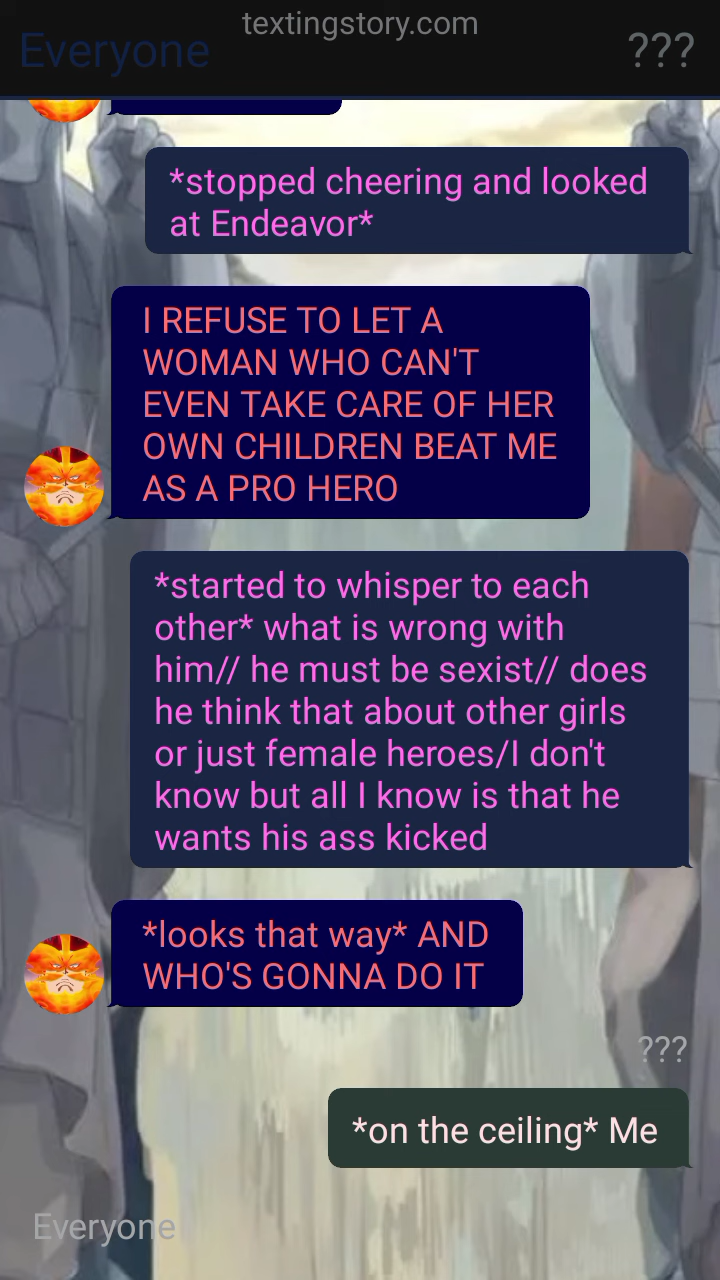 textingstory.com
Everyone
???
*stopped cheering and looked
at Endeavor*
I REFUSE TO LET A
WOMAN WHO CAN'T
EVEN TAKE CARE OF HER
OWN CHILDREN BEAT ME
AS A PRO HERO
*started to whisper to each
other* what is wrong with
him// he must be sexist// does
he think that about other girls
or just female heroes/I don't
know but all I know is that he
wants his ass kicked
*looks that way* AND
WHO'S GONNA DO IT
???
*on the ceiling* Me
Everyone